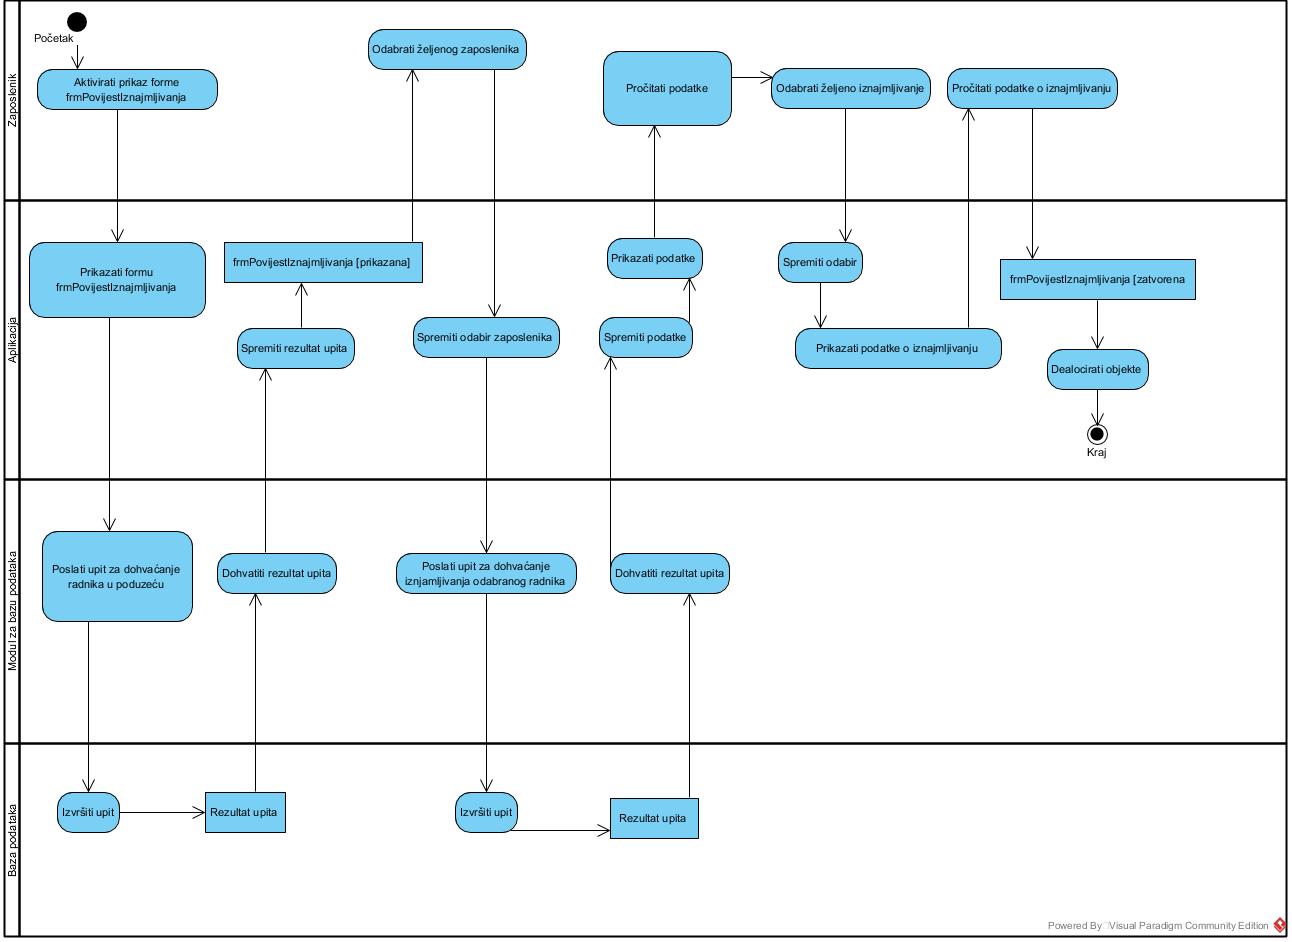 Početak
Zaposlenik
Aktivirati prikaz forme
frmPovijestIznajmljivanja
Odabrati željenog zaposlenika
Pročitati podatke
Odabrati željeno iznajmljivanje
Pročitati podatke o iznajmljivanju
Aplikacija
Prikazati formu
frmPovijestIznajmljivanja
frmPovijestIznajmljivanja [prikazana]
Spremiti rezultat upita
Spremiti odabir zaposlenika
Prikazati podatke
Spremiti podatke
Spremiti odabir
Prikazati podatke o iznajmljivanju
frmPovijestIznajmljivanja [zatvorena
Dealocirati objekte
Kraj
Modul za bazu podataka
Poslati upit za dohvaćanje
radnika u poduzeću
Dohvatiti rezultat upita
Poslati upit za dohvaćanje
iznjamljivanja odabranog radnika
Dohvatiti rezultat upita
Baza podataka
Izvršiti upit
Rezultat upita
Izvršiti upit
Rezultat upita
Powered By Visual Paradigm Community Edition